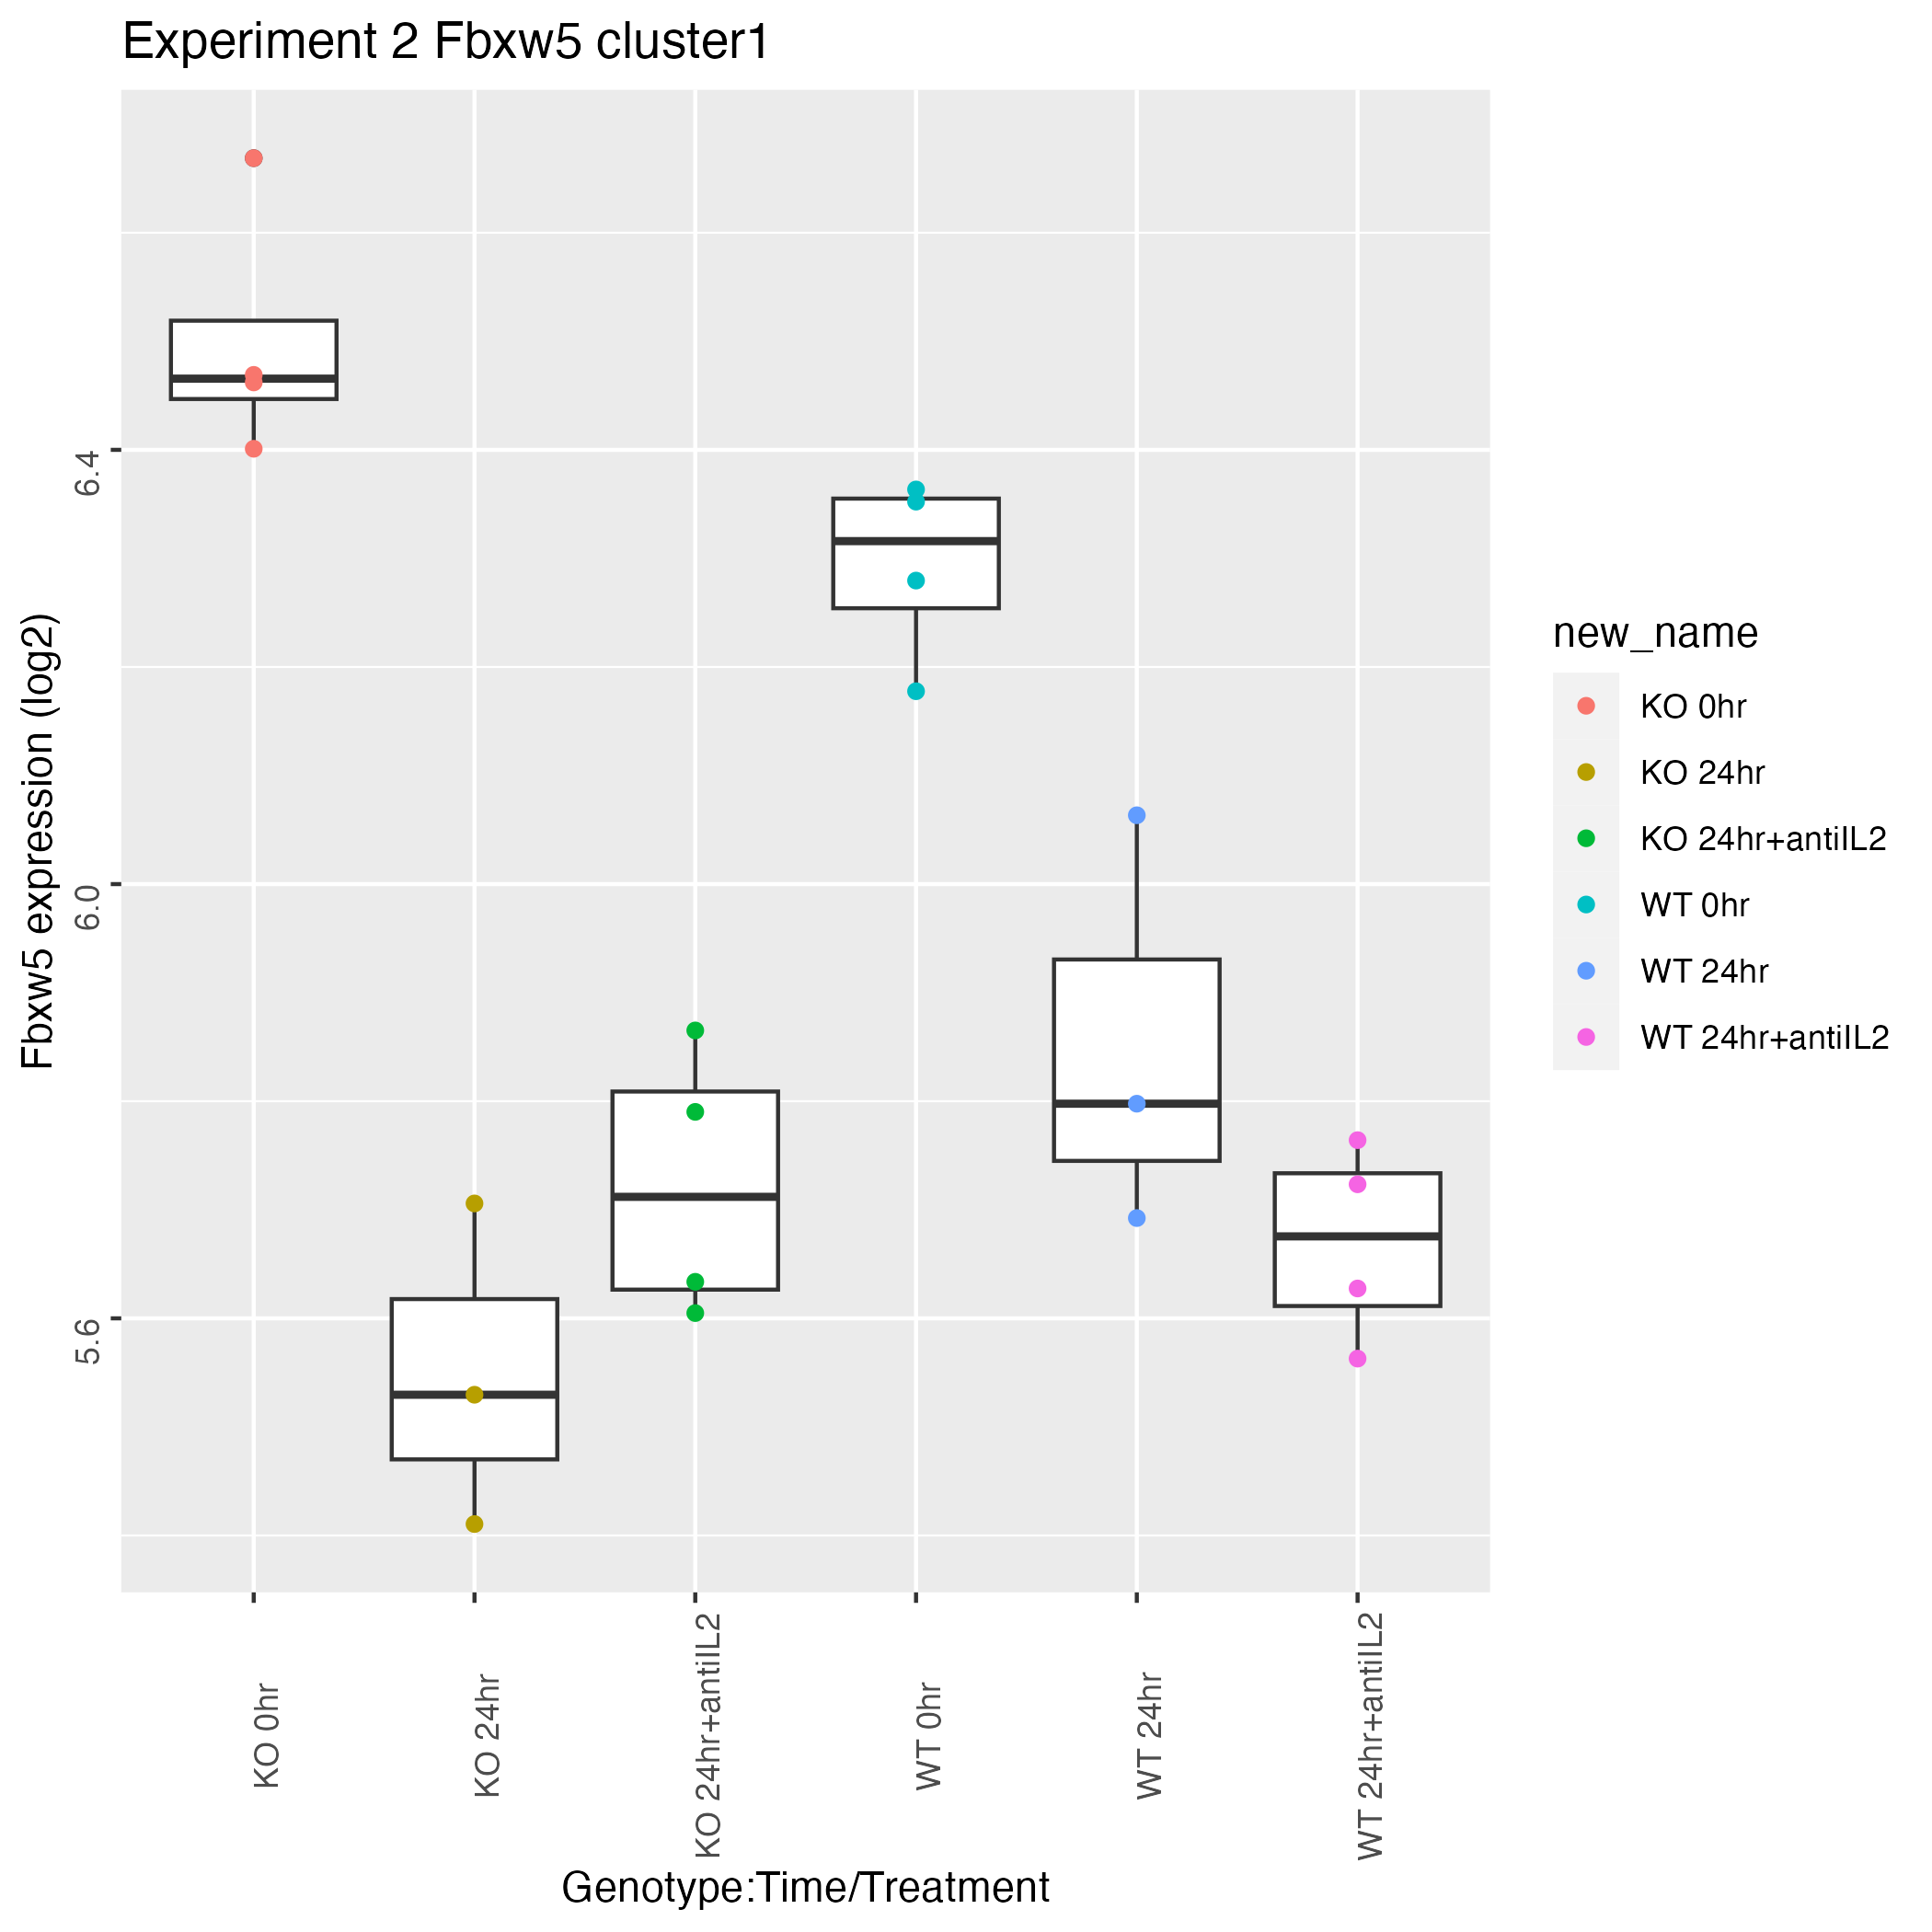 Experiment 2 Fbxw5 cluster1
Fbxw5 expression (log2)
6.4
6.0
5.6
KO 0hr
KO 24hr
KO 24hr+antiIL2
WT 0hr
WT 24hr
WT 24hr+antiIL2
Genotype:Time/Treatment
new_name
KO 0hr
KO 24hr
KO 24hr+antiIL2
WT 0hr
WT 24hr
WT 24hr+antiIL2